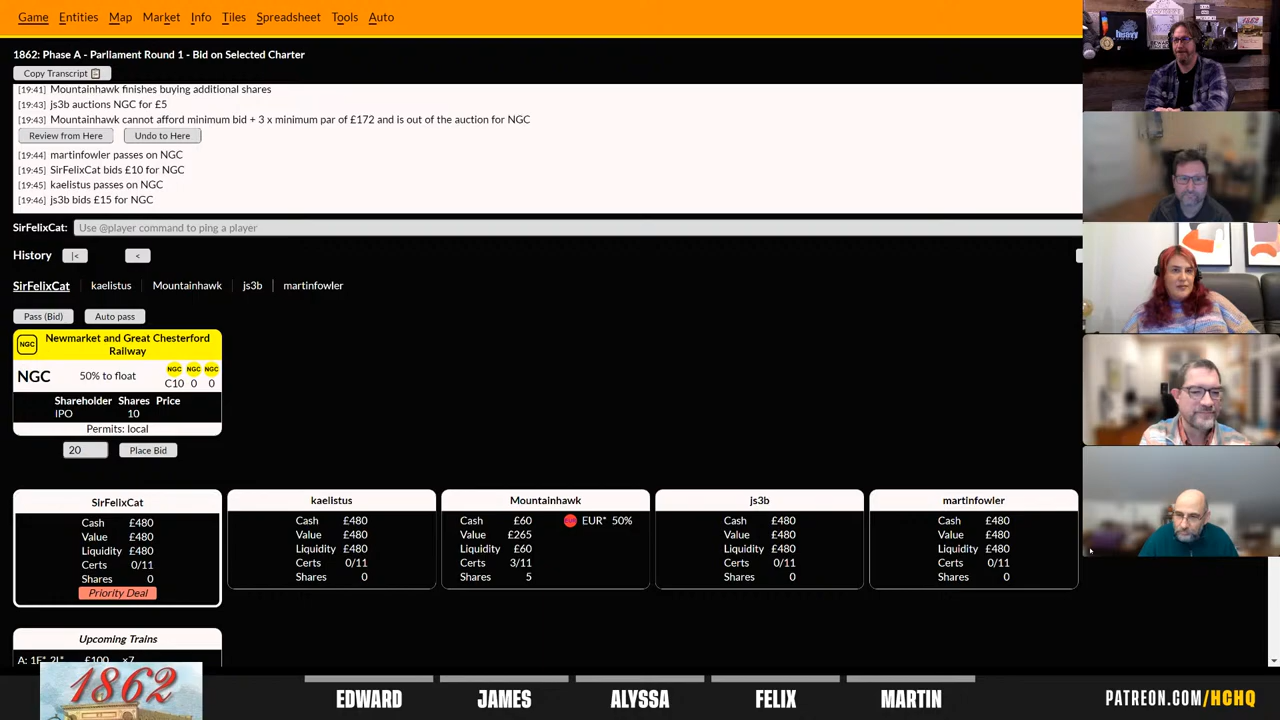 Game Entities Map Market Info Tiles Spreadsheet Tools Auto
1862: Phase A - Parliament Round 1 - Bid on Selected Charter
Copy Transcript
[19:41] Mountainhawk finishes buying additional shares
[19:43] js3b auctions NGC for £5
[19:43] Mountainhawk cannot afford minimum bid + 3 x minimum par of £172 and is out of the auction for NGC
Review from Here Undo to Here
[19:44] martinfowler passes on NGC
[19:45] SirFelixCat bids £10 for NGC
[19:45] kaelistus passes on NGC
[19:46] js3b bids £15 for NGC
SirFelixCat: Use @player command to ping a player
History |< <
SirFelixCat kaelistus Mountainhawk js3b martinfowler
Pass (Bid) Auto pass
NGC Newmarket and Great Chesterford
Railway
NGC 50% to float NGC NGC NGC
C10 0 0
Shareholder Shares Price
IPO 10
Permits: local
20 Place Bid
SirFelixCat
Cash £480
Value £480
Liquidity £480
Certs 0/11
Shares 0
Priority Deal
kaelistus
Cash £480
Value £480
Liquidity £480
Certs 0/11
Shares 0
Mountainhawk
Cash £60 EUR* 50%
Value £265
Liquidity £60
Certs 3/11
Shares 5
js3b
Cash £480
Value £480
Liquidity £480
Certs 0/11
Shares 0
martinfowler
Cash £480
Value £480
Liquidity £480
Certs 0/11
Shares 0
Upcoming Trains
£100 ×7
1862
EDWARD JAMES ALYSSA FELIX MARTIN
PATREON.COM/HCHQ
1862